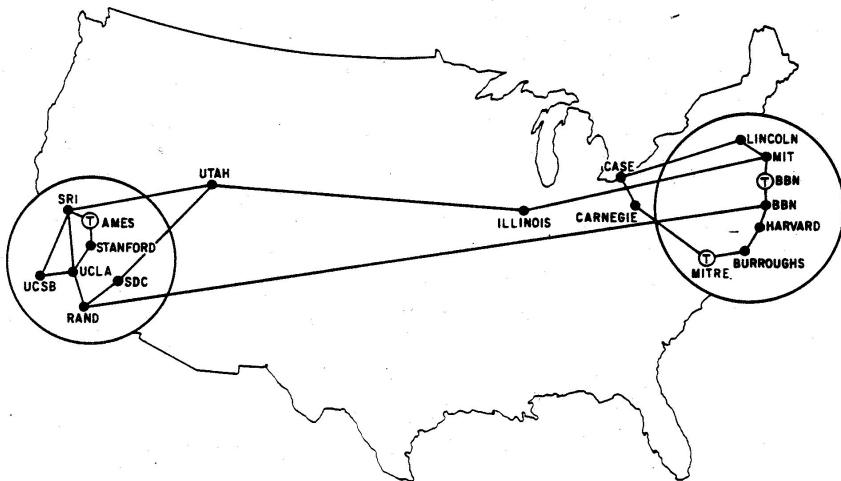 LINCOLN
MIT
CASE
UTAH
T BBN
SRI
BBN
CARNEGIE
ILLINOIS
T AMES
HARVARD
STANFORD
T
BURROUGHS
MITRE
UCLA
SDC
UCSB
RAND